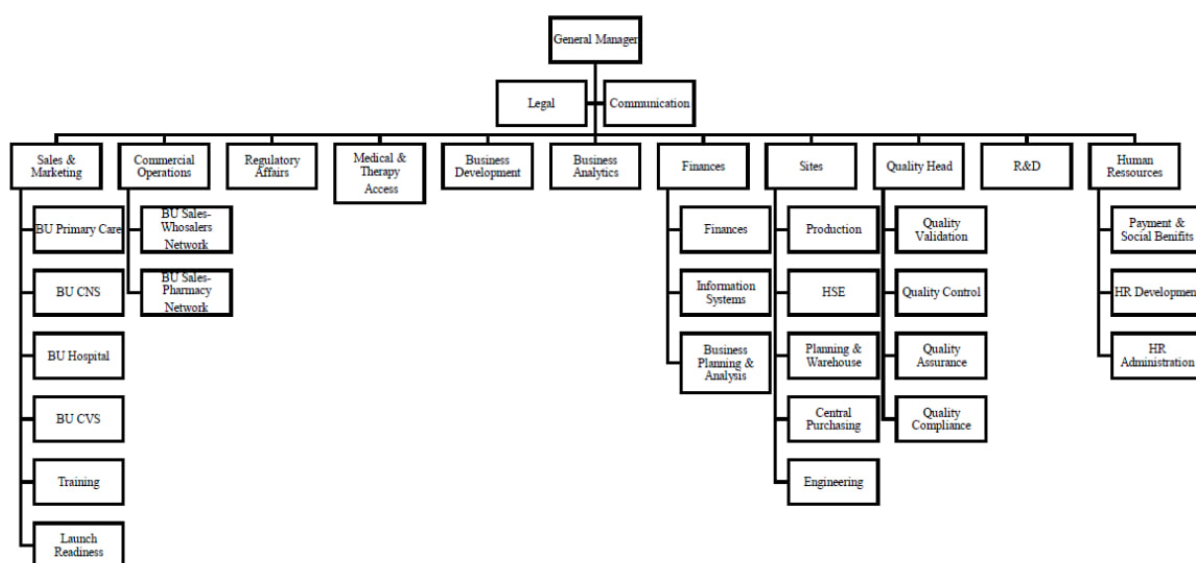 General Manager
Legal
Communication
Sales &
Marketing
Commercial
Operations
Regulatory
Affairs
Medical &
Therapy
Access
Business
Development
Business
Analytics
Finances
Sites
Quality Head
R&D
Human
Ressources
BU Primary Care
BU CNS
BU Hospital
BU CVS
Training
Launch
Readiness
BU Sales-
Whosalers
Network
BU Sales-
Pharmacy
Network
Finances
Information
Systems
Business
Planning &
Analysis
Production
HSE
Planning &
Warehouse
Central
Purchasing
Engineering
Quality
Validation
Quality Control
Quality
Assurance
Quality
Compliance
Payment &
Social Benifits
HR Development
HR
Administration